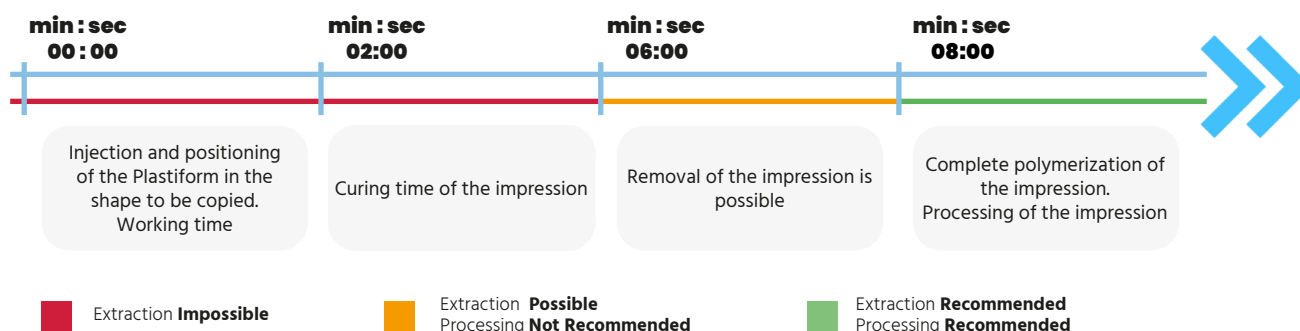 min : sec
00 : 00
min : sec
02:00
min : sec
06:00
min : sec
08:00
Injection and positioning
of the Plastiform in the
shape to be copied.
Working time
Curing time of the impression
Removal of the impression is
possible
Complete polymerization of
the impression.
Processing of the impression
Extraction Impossible
Extraction Possible
Processing Not Recommended
Extraction Recommended
Processing Recommended